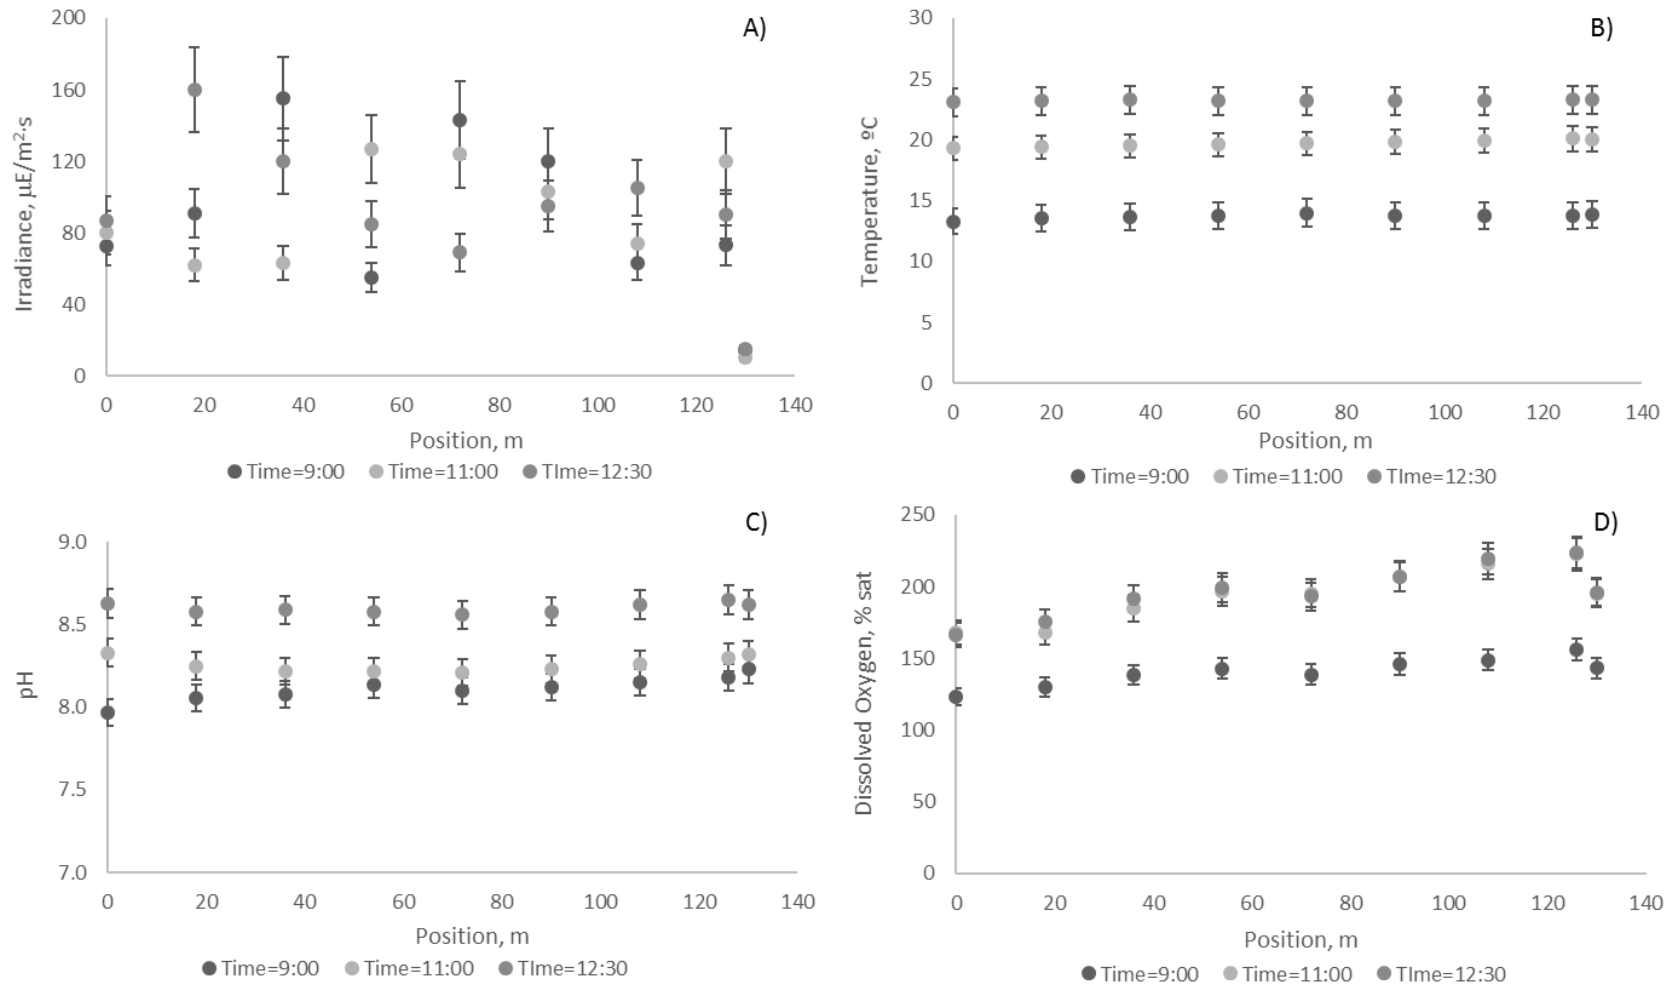 A)
200
160
120
80
40
0
Irradiance, µE/m²·s
0 20 40 60 80 100 120 140
Position, m
Time=9:00 Time=11:00 TIme=12:30
B)
30
25
20
15
10
5
0
Temperature, ºC
0 20 40 60 80 100 120 140
Position, m
Time=9:00 Time=11:00 TIme=12:30
C)
9.0
8.5
8.0
7.5
7.0
pH
0 20 40 60 80 100 120 140
Position, m
Time=9:00 Time=11:00 TIme=12:30
D)
250
200
150
100
50
0
Dissolved Oxygen, % sat
0 20 40 60 80 100 120 140
Position, m
Time=9:00 Time=11:00 TIme=12:30